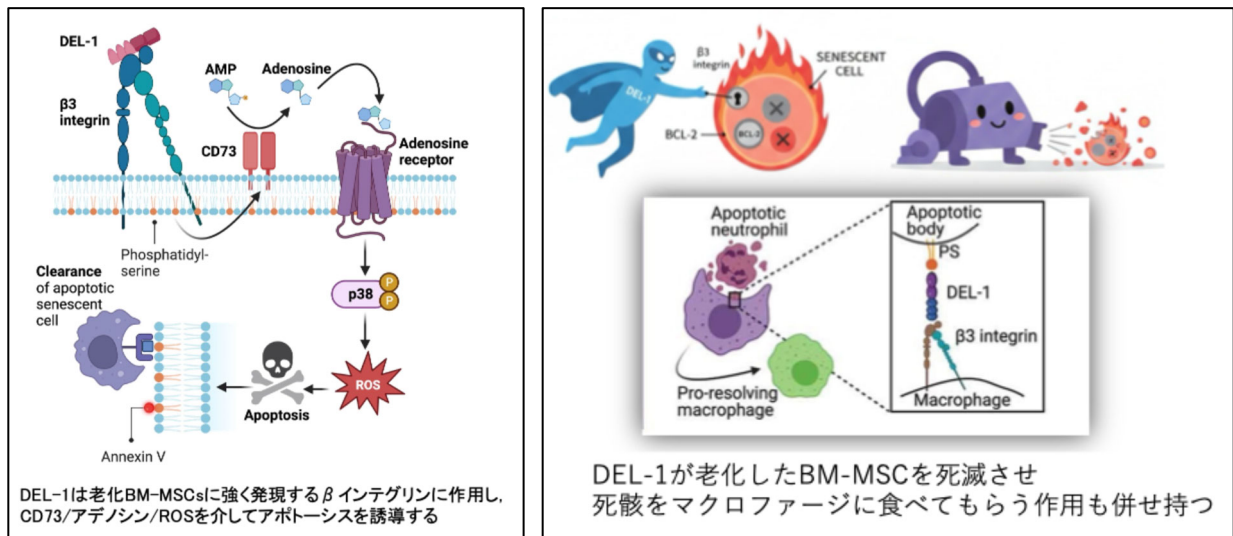 DEL-1
β3
integrin
AMP
Adenosine
CD73
Adenosine
receptor
Phosphatidyl-
serine
Clearance
of apoptotic
senescent
cell
p38
P
P
ROS
Apoptosis
Annexin V
DEL-1は老化BM-MSCsに強く発現するβインテグリンに作用し,
CD73/アデノシン/ROSを介してアポトーシスを誘導する
DEL-1
β3
integrin
SENESCENT
CELL
BCL-2
BCL-2
Apoptotic
neutrophil
Pro-resolving
macrophage
Apoptotic
body
PS
DEL-1
β3 integrin
Macrophage
DEL-1が老化したBM-MSCを死滅させ
死骸をマクロファージに食べてもらう作用も併せ持つ